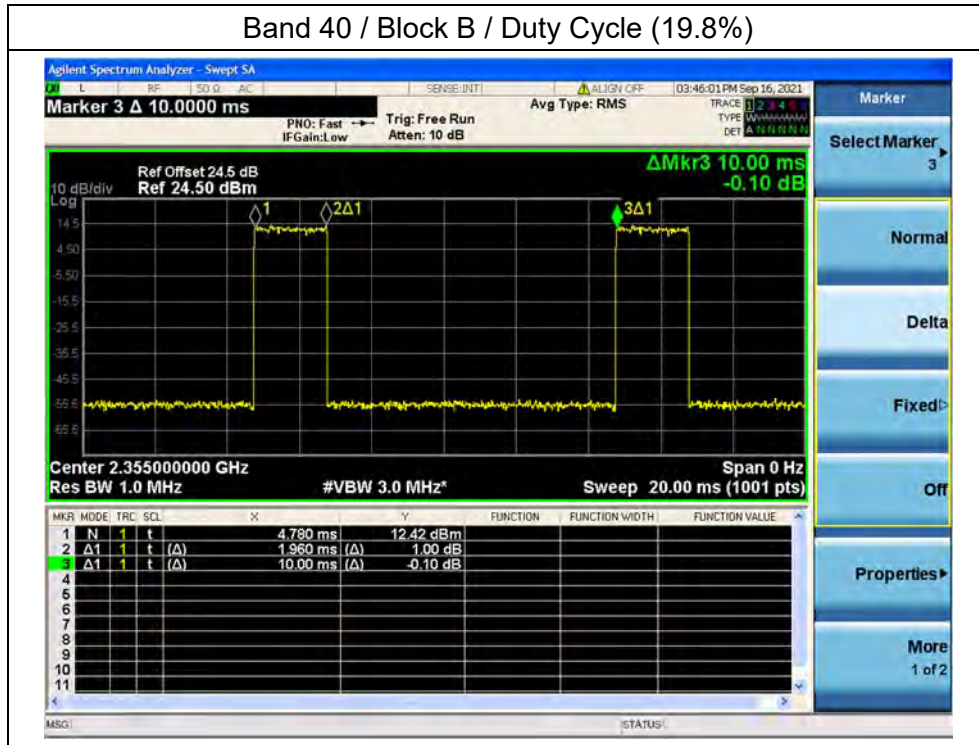 Band 40 / Block B / Duty Cycle (19.8%)
Agilent Spectrum Analyzer - Swept SA
L RF 50 Ω AC SENSE:INT ALIGN OFF 03:46:01 PM Sep 16, 2021
Marker 3 Δ 10.0000 ms
PNO: Fast
IFGain:Low
Trig: Free Run
Atten: 10 dB
Avg Type: RMS
TRACE 1 2 3 4 5 6
TYPE
DET A N N N N N
Ref Offset 24.5 dB
10 dB/div Ref 24.50 dBm
Log
ΔMkr3 10.00 ms
-0.10 dB
1 2Δ1 3Δ1
14.5
4.50
-5.50
-15.5
-25.5
-35.5
-45.5
-55.5
-65.5
Center 2.355000000 GHz Span 0 Hz
Res BW 1.0 MHz #VBW 3.0 MHz* Sweep 20.00 ms (1001 pts)
MKR MODE TRC SCL X Y FUNCTION FUNCTION WIDTH FUNCTION VALUE
1 N 1 t 4.780 ms 12.42 dBm
2 Δ1 1 t (Δ) 1.960 ms (Δ) 1.00 dB
3 Δ1 1 t (Δ) 10.00 ms (Δ) -0.10 dB
4
5
6
7
8
9
10
11
MSG STATUS
Marker
Select Marker
3
Normal
Delta
Fixed
Off
Properties
More
1 of 2